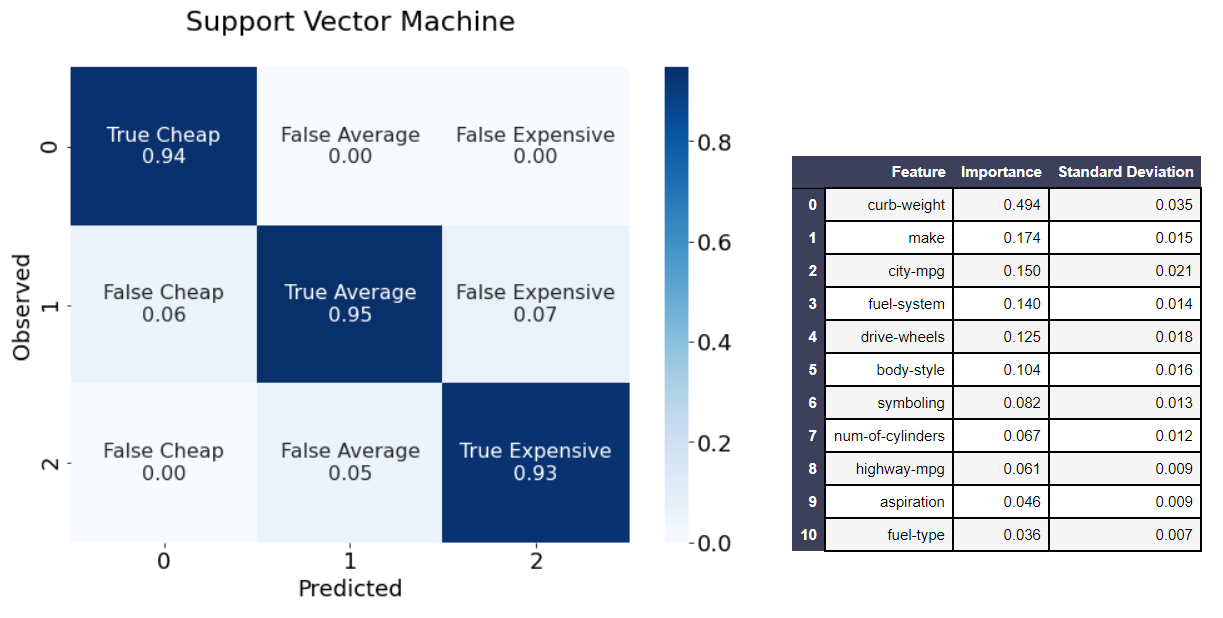 Support Vector Machine
Observed
0
True Cheap
0.94
False Average
0.00
False Expensive
0.00
1
False Cheap
0.06
True Average
0.95
False Expensive
0.07
2
False Cheap
0.00
False Average
0.05
True Expensive
0.93
0 1 2
Predicted
0.8
0.6
0.4
0.2
0.0
Feature Importance Standard Deviation
0 curb-weight 0.494 0.035
1 make 0.174 0.015
2 city-mpg 0.150 0.021
3 fuel-system 0.140 0.014
4 drive-wheels 0.125 0.018
5 body-style 0.104 0.016
6 symboling 0.082 0.013
7 num-of-cylinders 0.067 0.012
8 highway-mpg 0.061 0.009
9 aspiration 0.046 0.009
10 fuel-type 0.036 0.007